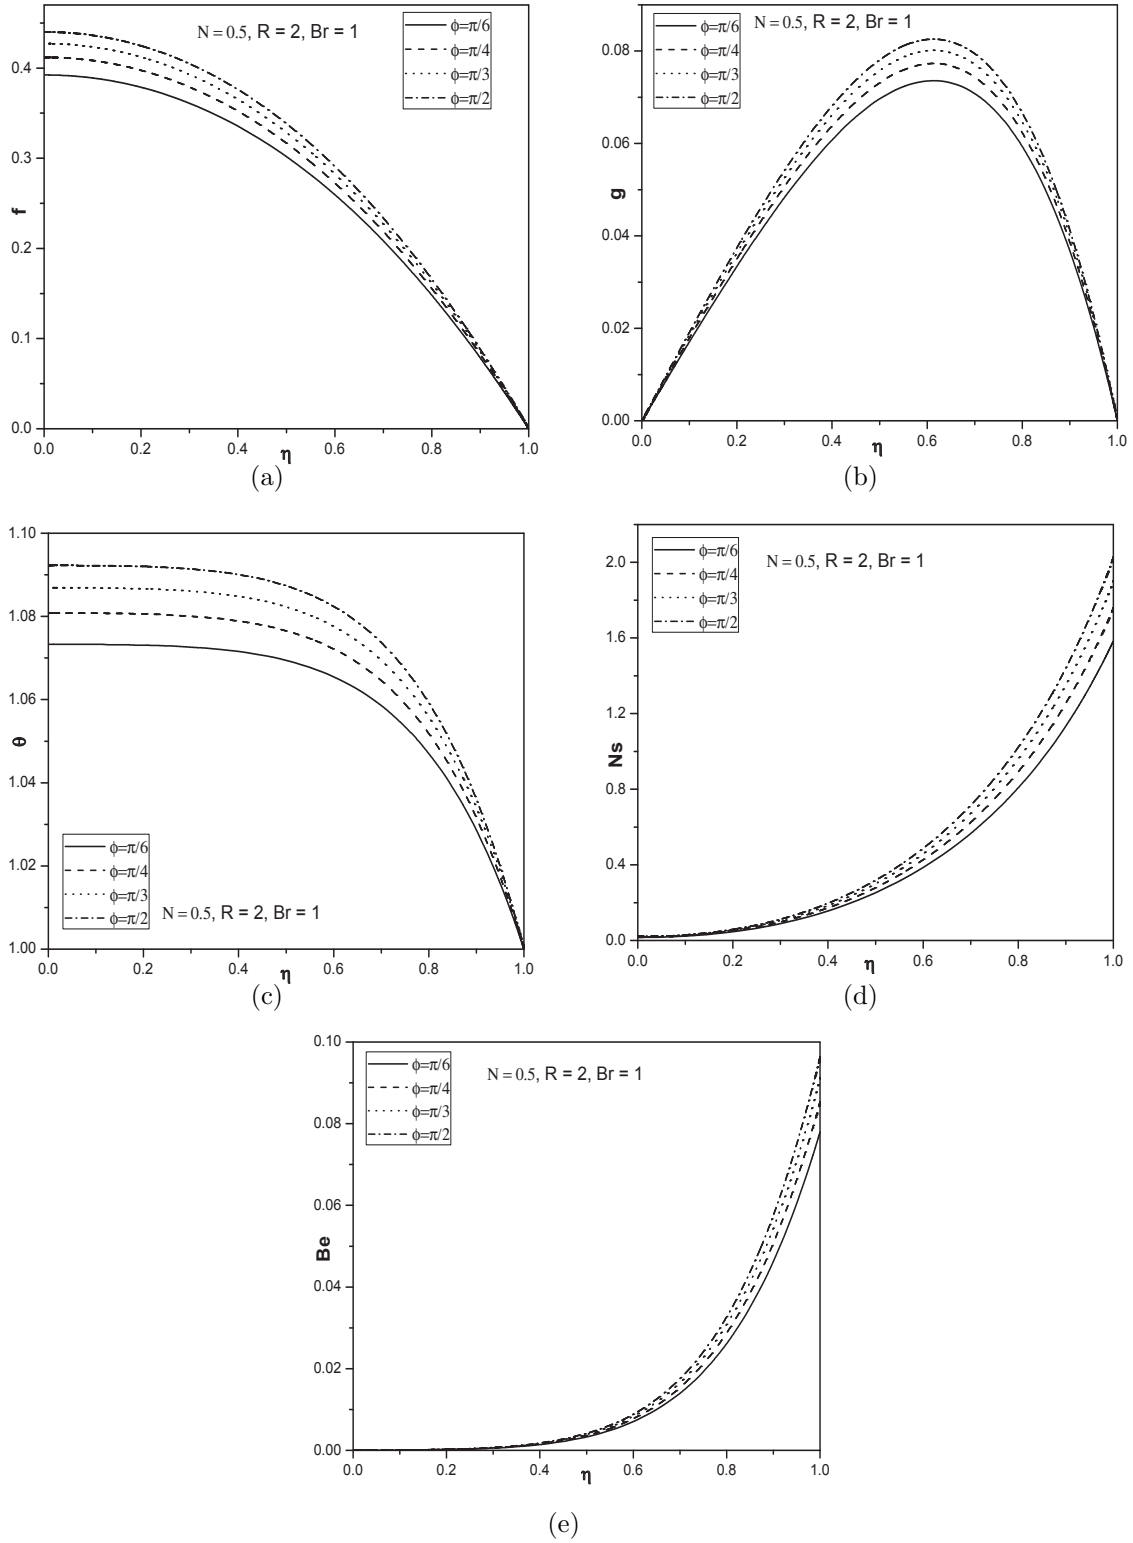 N = 0.5, R = 2, Br = 1
ϕ=π/6
ϕ=π/4
ϕ=π/3
ϕ=π/2
0.4
0.3
0.2
0.1
0.0
f
0.0 0.2 0.4 0.6 0.8 1.0
η
(a)
N = 0.5, R = 2, Br = 1
ϕ=π/6
ϕ=π/4
ϕ=π/3
ϕ=π/2
0.08
0.06
0.04
0.02
0.00
g
0.0 0.2 0.4 0.6 0.8 1.0
η
(b)
1.10
1.08
1.06
1.04
1.02
1.00
θ
ϕ=π/6
ϕ=π/4
ϕ=π/3
ϕ=π/2
N = 0.5, R = 2, Br = 1
0.0 0.2 0.4 0.6 0.8 1.0
η
(c)
ϕ=π/6
ϕ=π/4
ϕ=π/3
ϕ=π/2
N = 0.5, R = 2, Br = 1
2.0
1.6
1.2
0.8
0.4
0.0
Ns
0.0 0.2 0.4 0.6 0.8 1.0
η
(d)
ϕ=π/6
ϕ=π/4
ϕ=π/3
ϕ=π/2
N = 0.5, R = 2, Br = 1
0.10
0.08
0.06
0.04
0.02
0.00
Be
0.0 0.2 0.4 0.6 0.8 1.0
η
(e)